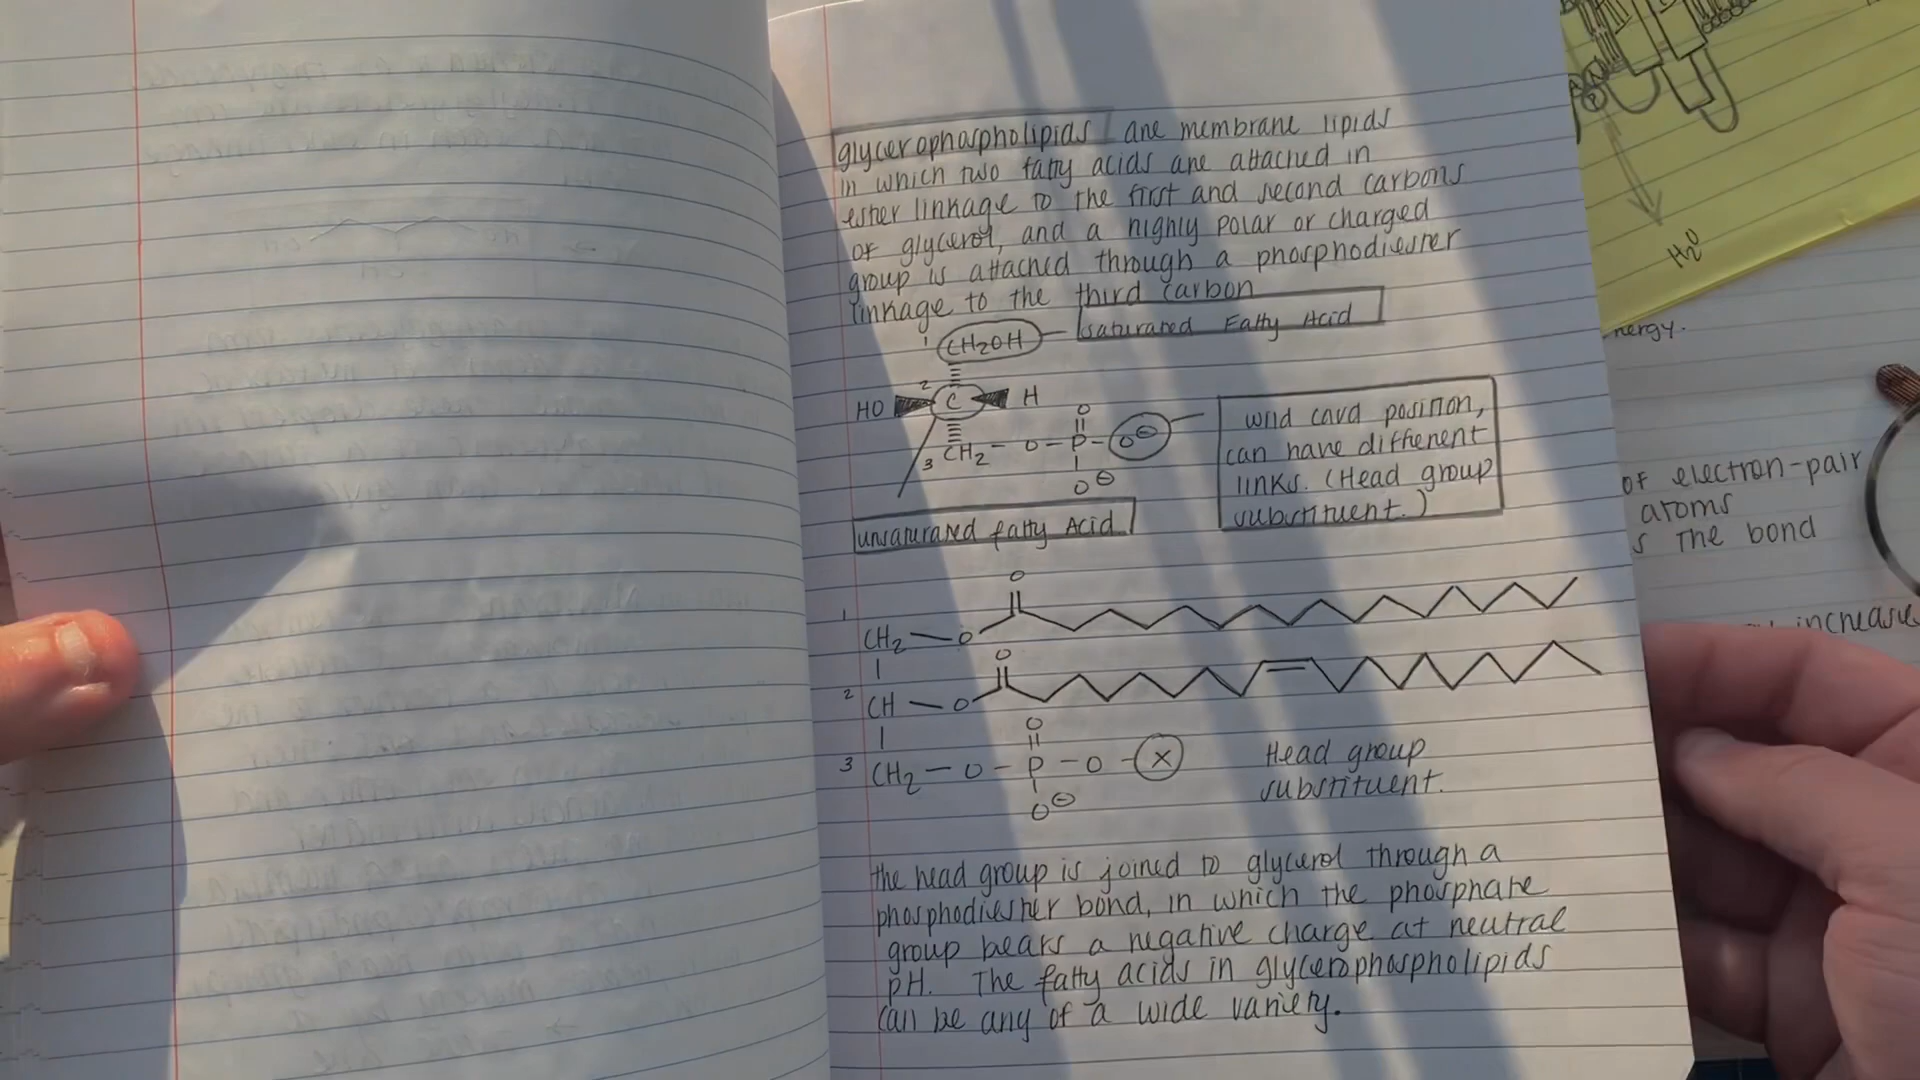 glycerophospholipids are membrane lipids
in which two fatty acids are attached in
ester linkage to the first and second carbons
of glycerol, and a highly polar or charged
group is attached through a phosphodiester
linkage to the third carbon
1 CH2OH
saturated Fatty Acid
2
HO C H
O
3 CH2 - O - P - O⊖
O⊖
wild card position,
can have different
links. (Head group
substituent.)
unsaturated fatty Acid
O
1
CH2 — O
O
2
CH — O
O
3
CH2 — O - P - O - X
O⊖
Head group
substituent.
the head group is joined to glycerol through a
phosphodiester bond, in which the phosphate
group bears a negative charge at neutral
pH. The fatty acids in glycerophospholipids
can be any of a wide variety.
P
H2O
nergy.
of electron-pair
atoms
s the bond
increase